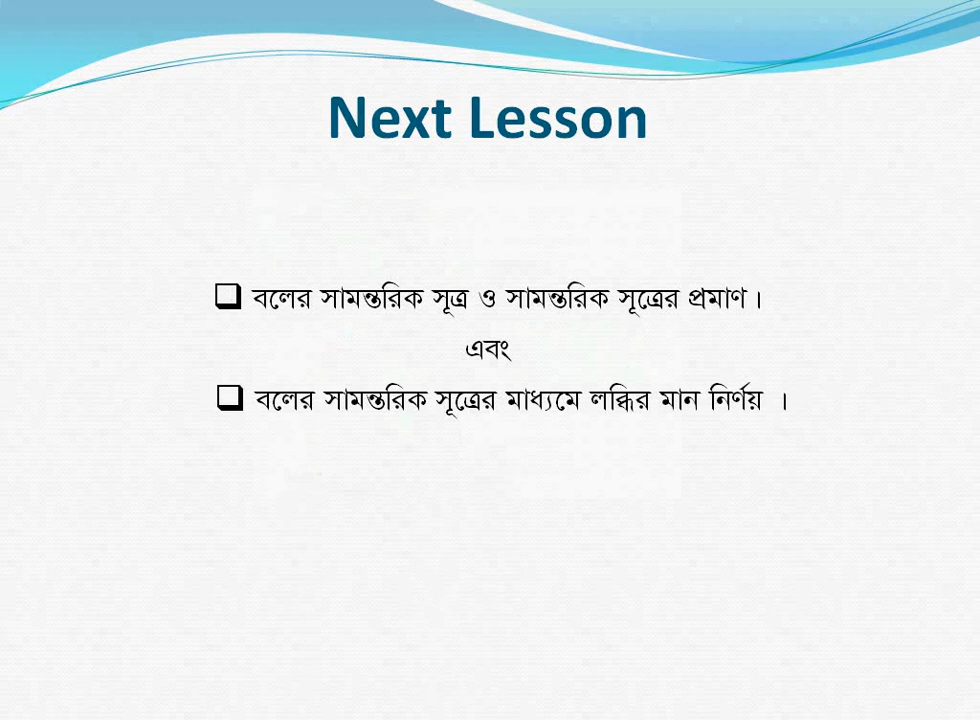 Next Lesson
❑ বলের সামন্তরিক সূত্র ও সামন্তরিক সূত্রের প্রমাণ।
এবং
❑ বলের সামন্তরিক সূত্রের মাধ্যমে লব্ধির মান নির্ণয় ।